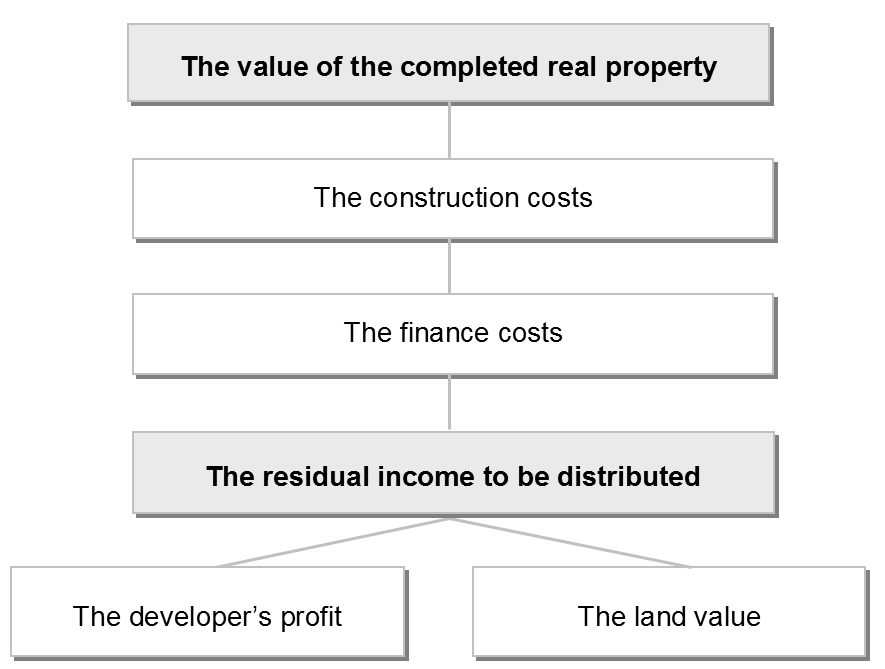 The value of the completed real property
The construction costs
The finance costs
The residual income to be distributed
The developer’s profit
The land value